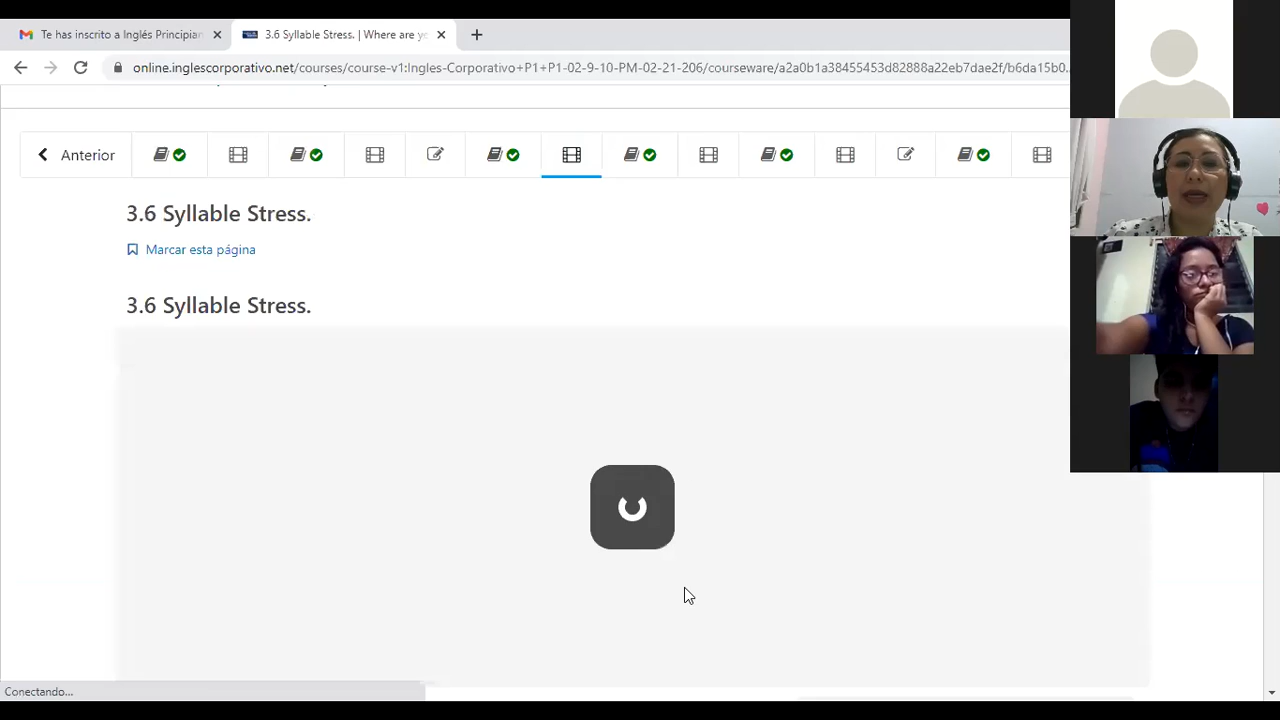 Te has inscrito a Inglés Principian
3.6 Syllable Stress. | Where are yo
online.inglescorporativo.net/courses/course-v1:Ingles-Corporativo+P1+P1-02-9-10-PM-02-21-206/courseware/a2a0b1a38455453d82888a22eb7dae2f/b6da15b0...
Anterior
3.6 Syllable Stress.
Marcar esta página
3.6 Syllable Stress.
Conectando...